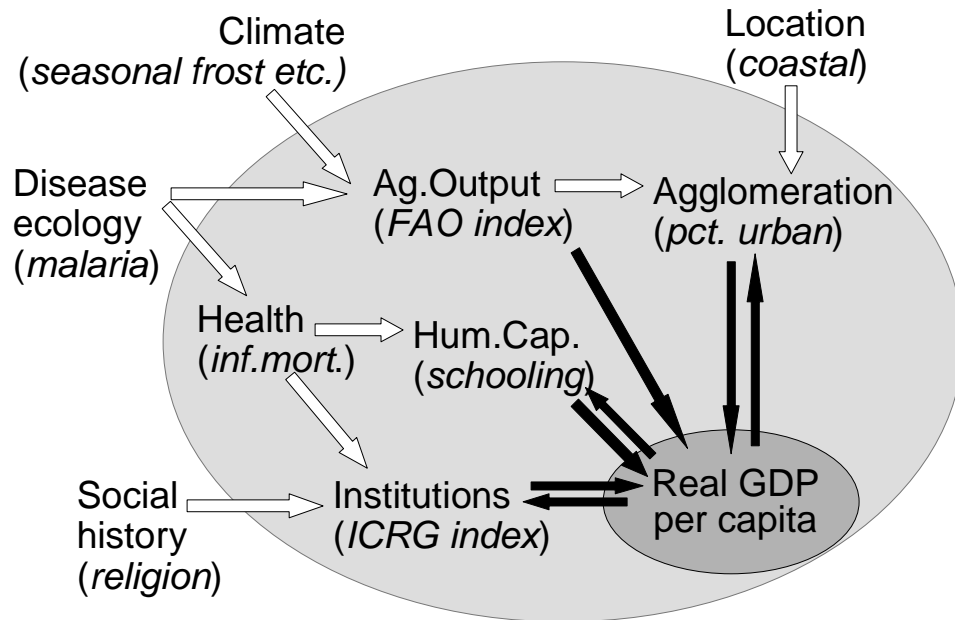 Climate
(seasonal frost etc.)
Location
(coastal)
Disease
ecology
(malaria)
Ag.Output
(FAO index)
Agglomeration
(pct. urban)
Health
(inf.mort.)
Hum.Cap.
(schooling)
Social
history
(religion)
Institutions
(ICRG index)
Real GDP
per capita